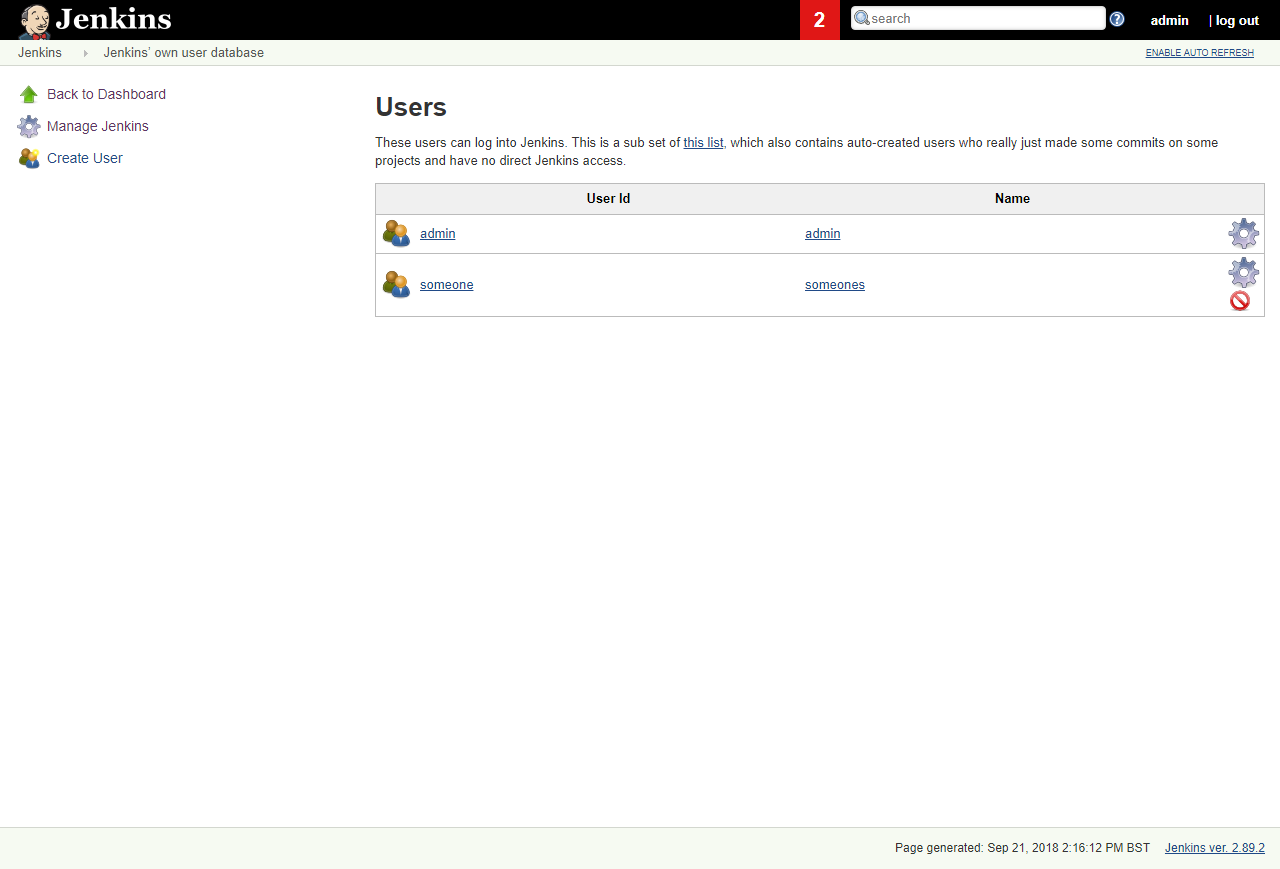 Jenkins
2
search
admin
| log out
Jenkins
Jenkins’ own user database
ENABLE AUTO REFRESH
Back to Dashboard
Manage Jenkins
Create User
Users
These users can log into Jenkins. This is a sub set of this list, which also contains auto-created users who really just made some commits on some
projects and have no direct Jenkins access.
User Id Name
admin admin
someone someones
Page generated: Sep 21, 2018 2:16:12 PM BST Jenkins ver. 2.89.2